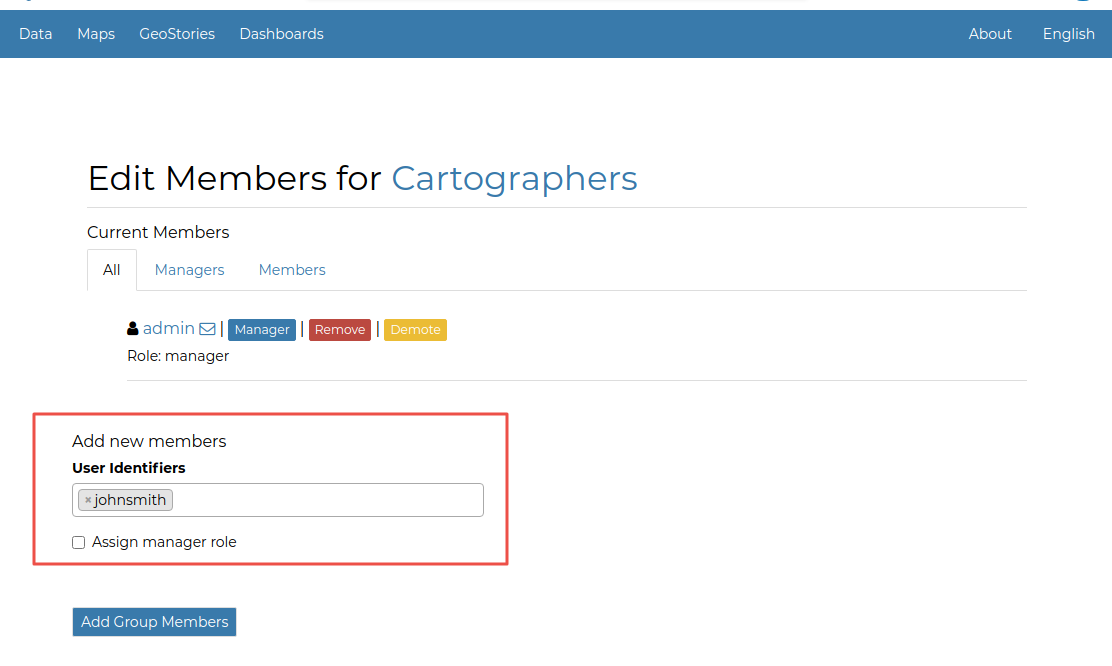 Data Maps GeoStories Dashboards About English
Edit Members for Cartographers
Current Members
All Managers Members
admin | Manager | Remove | Demote
Role: manager
Add new members
User Identifiers
× johnsmith
Assign manager role
Add Group Members